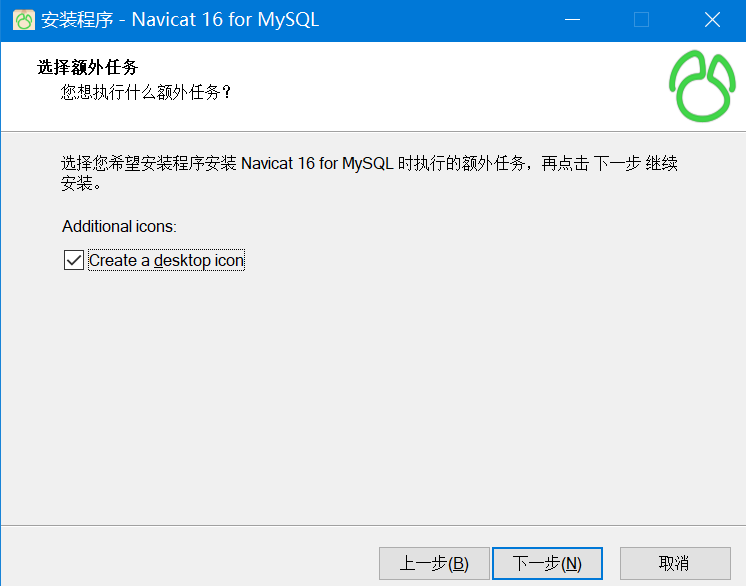 安装程序 - Navicat 16 for MySQL
选择额外任务
您想执行什么额外任务？
选择您希望安装程序安装 Navicat 16 for MySQL 时执行的额外任务，再点击 下一步 继续
安装。
Additional icons:
Create a desktop icon
上一步(B) 下一步(N) 取消